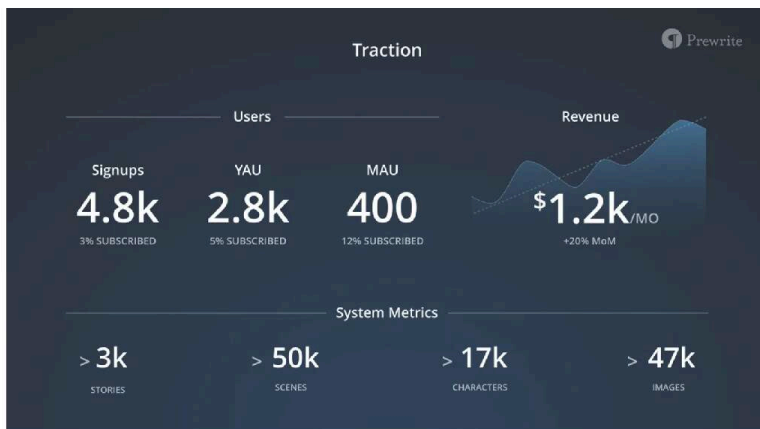 Prewrite
Traction
Users
Signups
4.8k
3% SUBSCRIBED
YAU
2.8k
5% SUBSCRIBED
MAU
400
12% SUBSCRIBED
Revenue
$1.2k/MO
+20% MoM
System Metrics
> 3k
STORIES
> 50k
SCENES
> 17k
CHARACTERS
> 47k
IMAGES